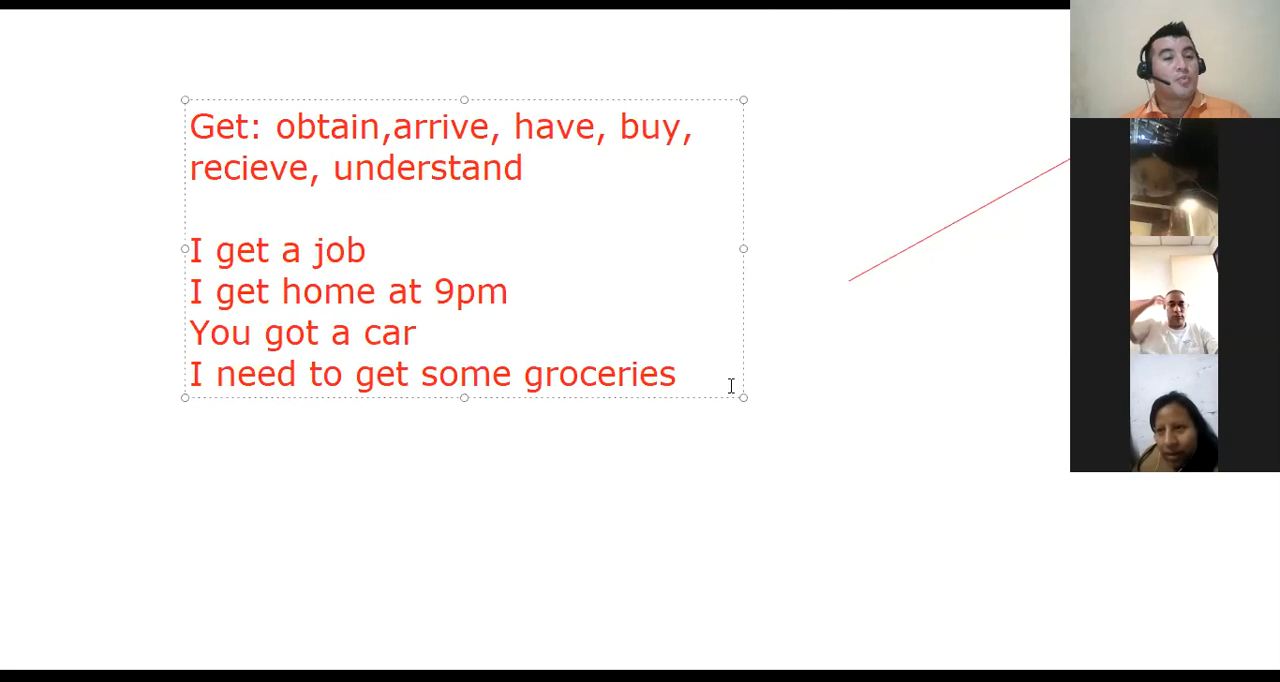 Get: obtain,arrive, have, buy,
recieve, understand
I get a job
I get home at 9pm
You got a car
I need to get some groceries